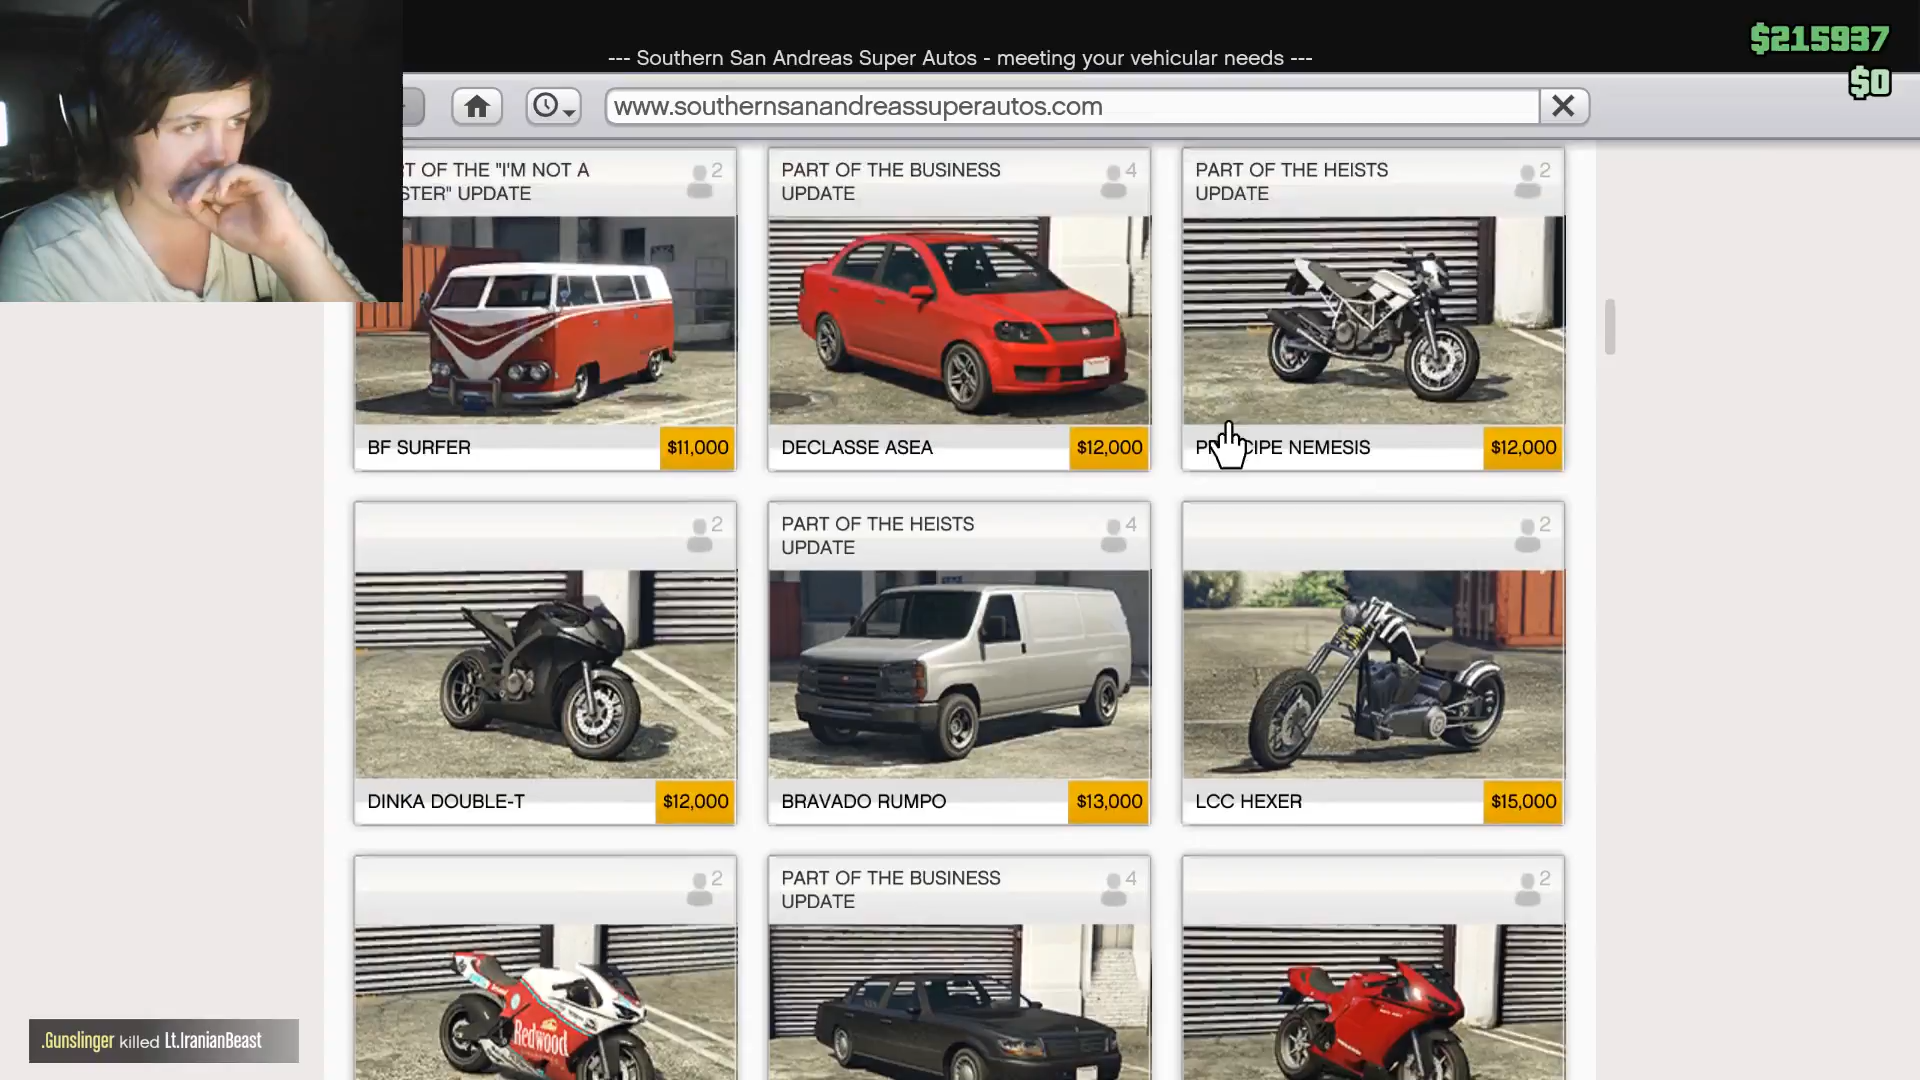 --- Southern San Andreas Super Autos - meeting your vehicular needs ---
$215937
$0
www.southernsanandreassuperautos.com
T OF THE "I'M NOT A
STER" UPDATE
2
PART OF THE BUSINESS
UPDATE
4
PART OF THE HEISTS
UPDATE
2
BF SURFER
$11,000
DECLASSE ASEA
$12,000
PRINCIPE NEMESIS
$12,000
2
PART OF THE HEISTS
UPDATE
4
2
DINKA DOUBLE-T
$12,000
BRAVADO RUMPO
$13,000
LCC HEXER
$15,000
2
PART OF THE BUSINESS
UPDATE
4
2
Redwood
.Gunslinger killed Lt.IranianBeast